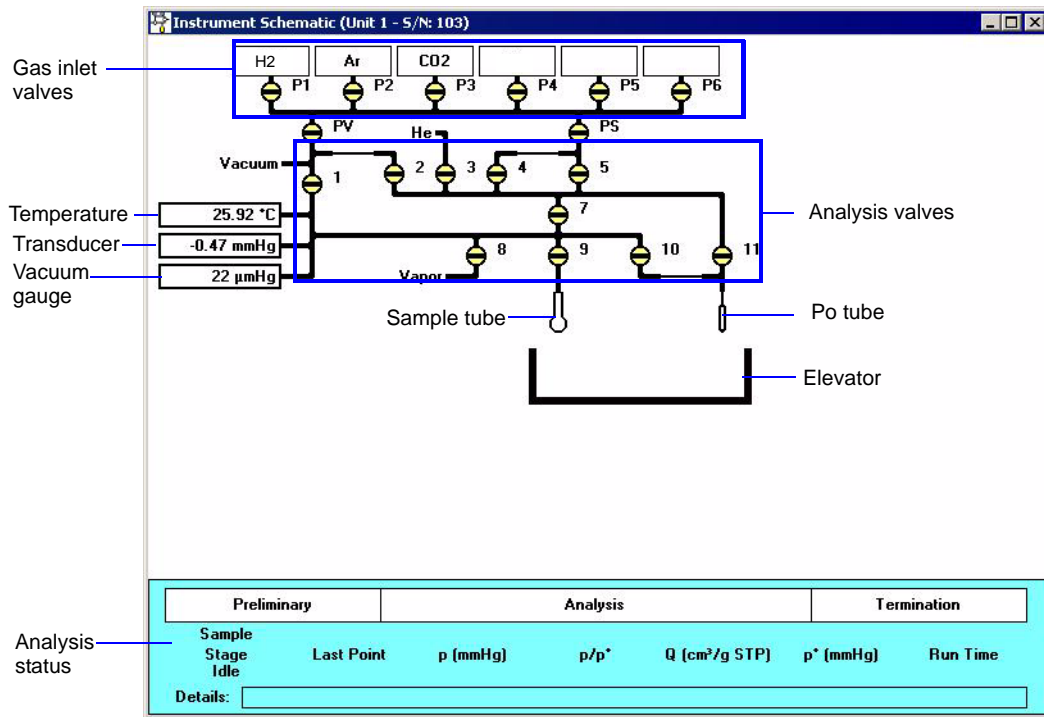 Instrument Schematic (Unit 1 - S/N: 103)
Gas inlet
valves
H2 Ar CO2
P1 P2 P3 P4 P5 P6
PV He PS
Vacuum 1 2 3 4 5
Temperature 25.92 °C 7 Analysis valves
Transducer -0.47 mmHg
8 9 10 11
Vacuum
gauge
22 µmHg Vapor
Sample tube Po tube
Elevator
Preliminary Analysis Termination
Analysis
status
Sample
Stage Last Point p (mmHg) p/p° Q (cm³/g STP) p° (mmHg) Run Time
Idle
Details: